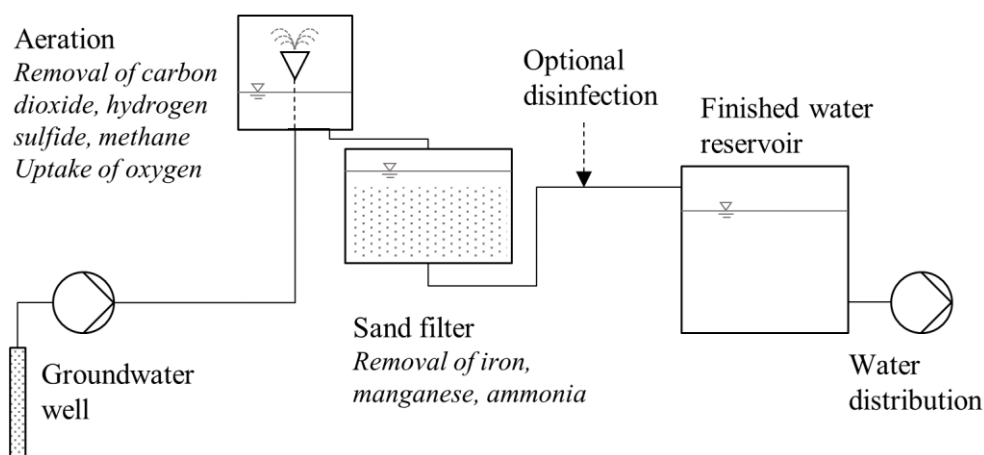 Aeration
Removal of carbon
dioxide, hydrogen
sulfide, methane
Uptake of oxygen
Optional
disinfection
Finished water
reservoir
Sand filter
Removal of iron,
manganese, ammonia
Groundwater
well
Water
distribution